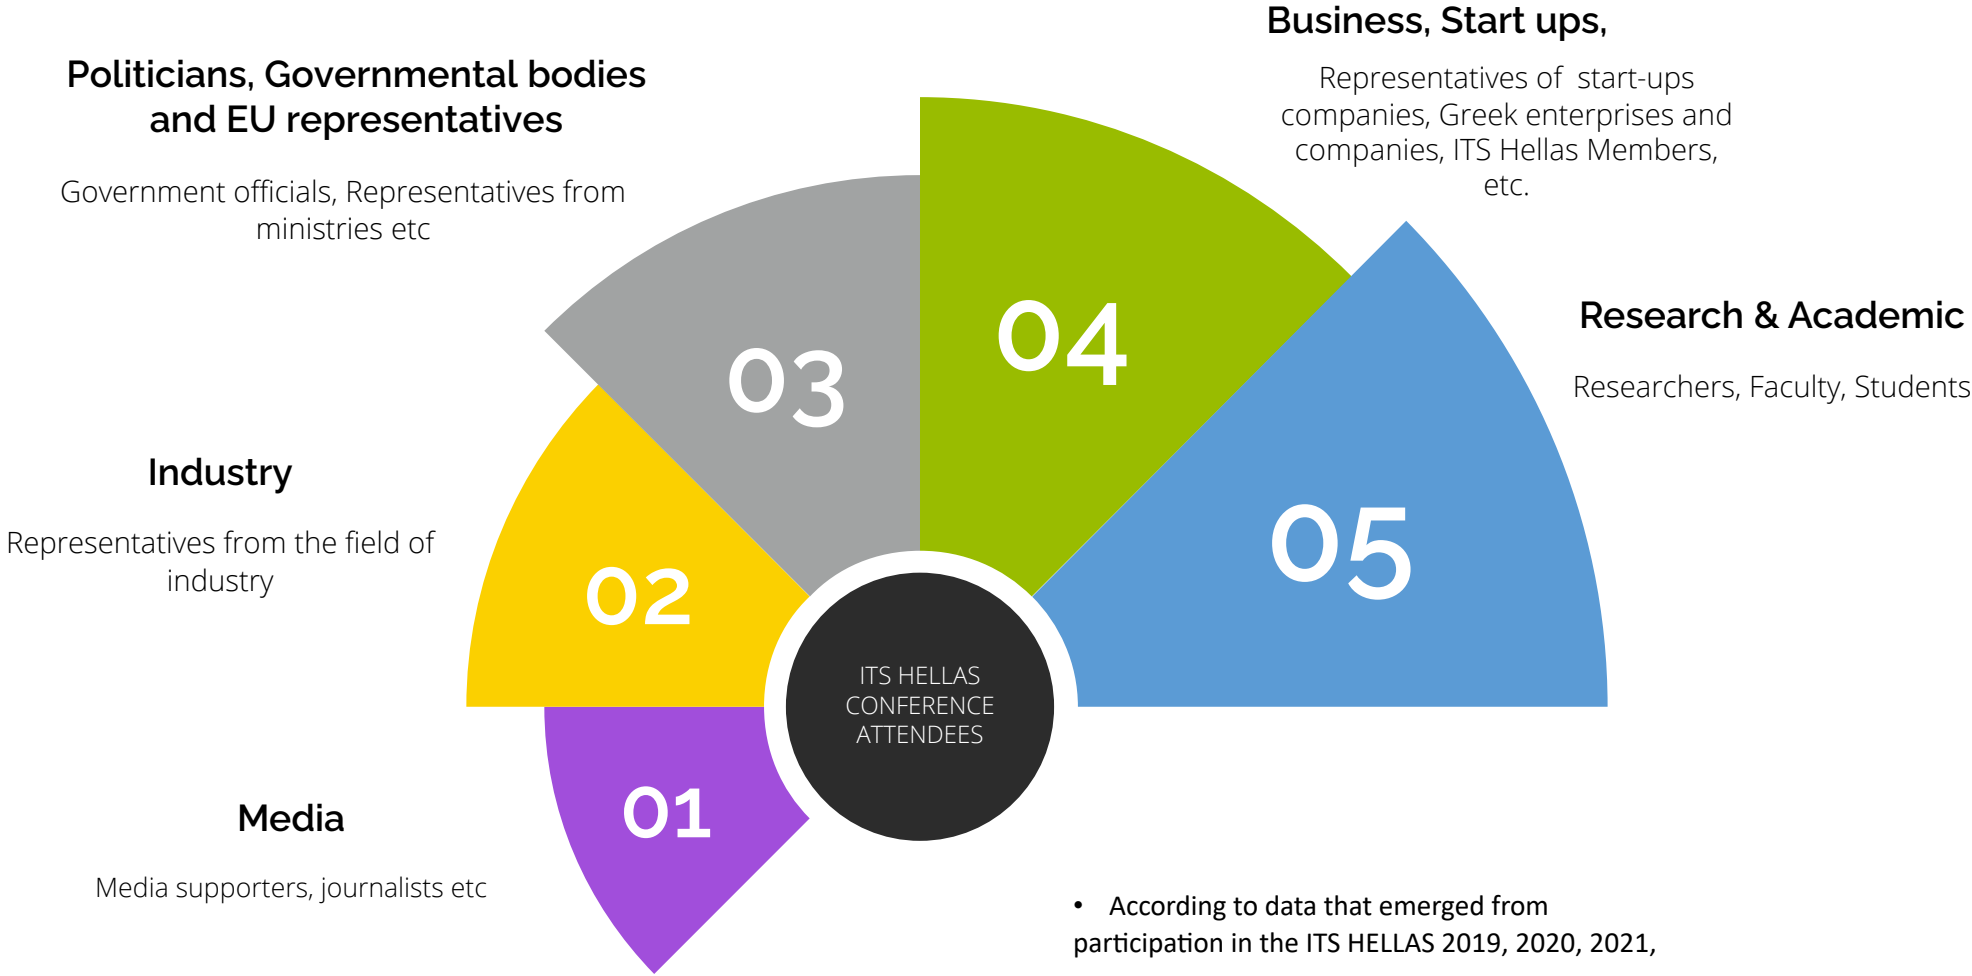 Business, Start ups,
Representatives of start-ups
companies, Greek enterprises and
companies, ITS Hellas Members,
etc.
Politicians, Governmental bodies
and EU representatives
Government officials, Representatives from
ministries etc
Research & Academic
Researchers, Faculty, Students
Industry
Representatives from the field of
industry
Media
Media supporters, journalists etc
04
03
05
02
01
ITS HELLAS
CONFERENCE
ATTENDEES
• According to data that emerged from
participation in the ITS HELLAS 2019, 2020, 2021,